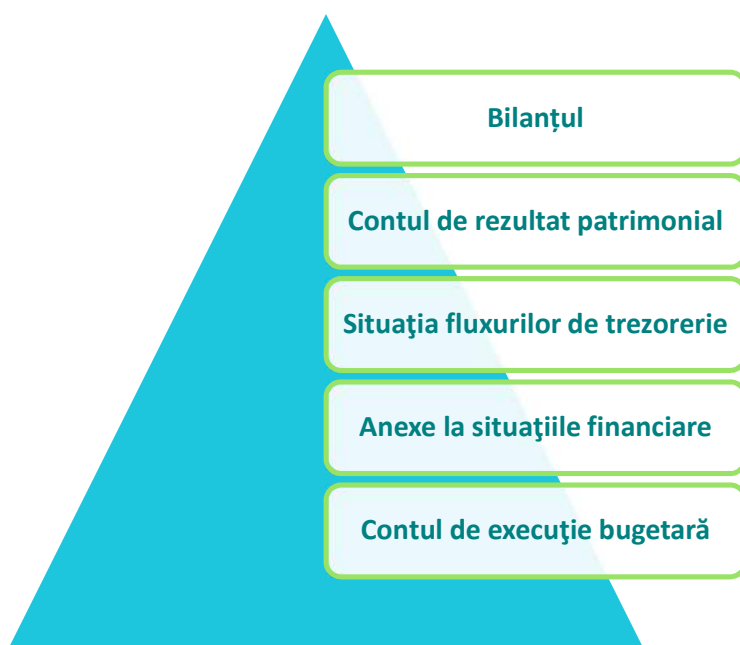 Bilanțul
Contul de rezultat patrimonial
Situaţia fluxurilor de trezorerie
Anexe la situaţiile financiare
Contul de execuţie bugetară